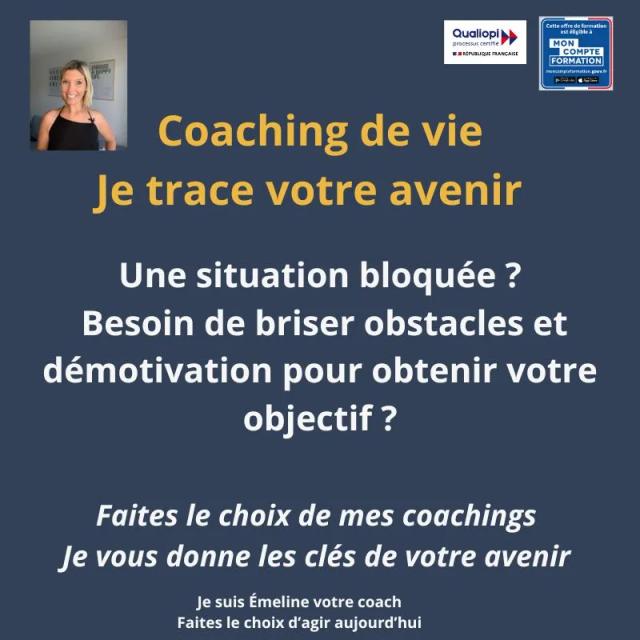 Qualiopi
processus certifié
RÉPUBLIQUE FRANÇAISE
Cette offre de formation
est éligible à
MON
COMPTE
FORMATION
moncompteformation.gouv.fr
Coaching de vie
Je trace votre avenir
Une situation bloquée ?
Besoin de briser obstacles et
démotivation pour obtenir votre
objectif ?
Faites le choix de mes coachings
Je vous donne les clés de votre avenir
Je suis Émeline votre coach
Faites le choix d’agir aujourd’hui